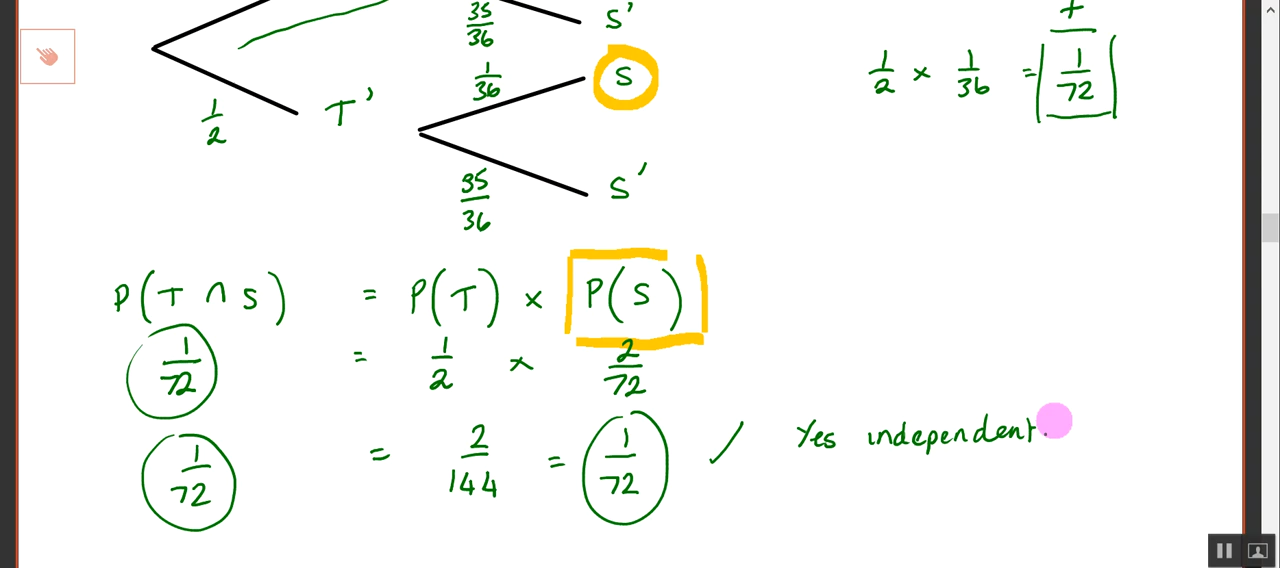 35/36 S'
+
1/36 S
1/2 × 1/36 = 1/72
1/2 T'
35/36 S'
P(T ∩ S) = P(T) × P(S)
1/72 = 1/2 × 2/72
1/72 = 2/144 = 1/72 ✓ Yes independent.